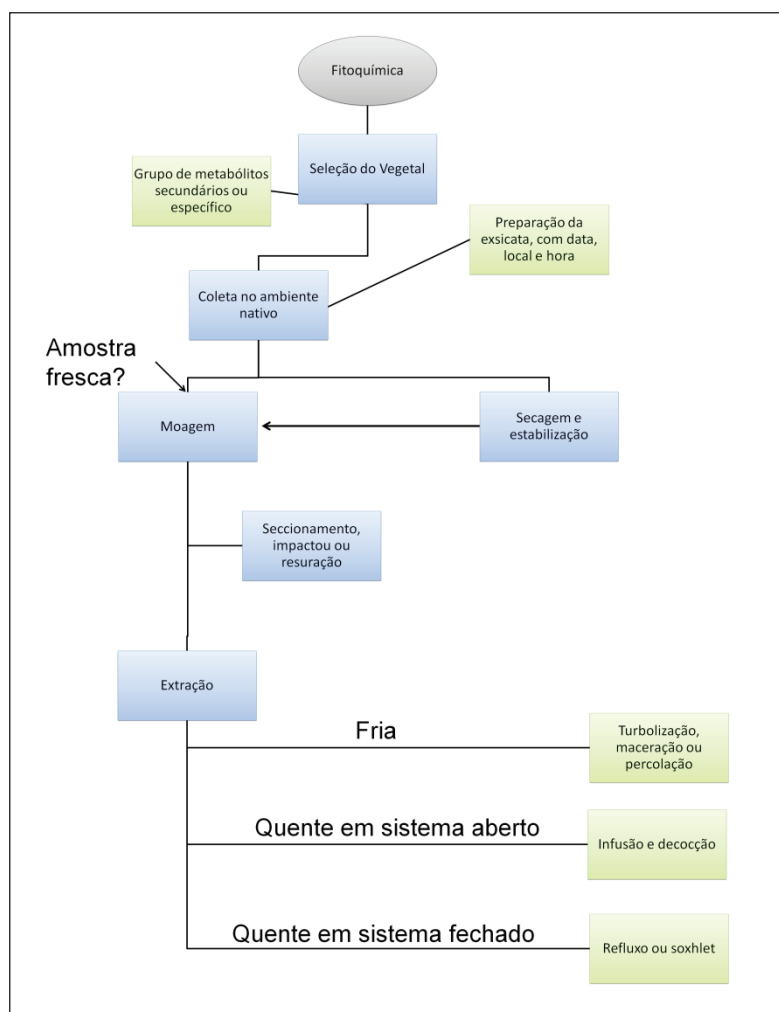 Fitoquímica
Seleção do Vegetal
Grupo de metabólitos
secundários ou
específico
Preparação da
exsicata, com data,
local e hora
Coleta no ambiente
nativo
Amostra
fresca?
Moagem
Secagem e
estabilização
Seccionamento,
impactou ou
resuração
Extração
Fria
Turbolização,
maceração ou
percolação
Quente em sistema aberto
Infusão e decocção
Quente em sistema fechado
Refluxo ou soxhlet